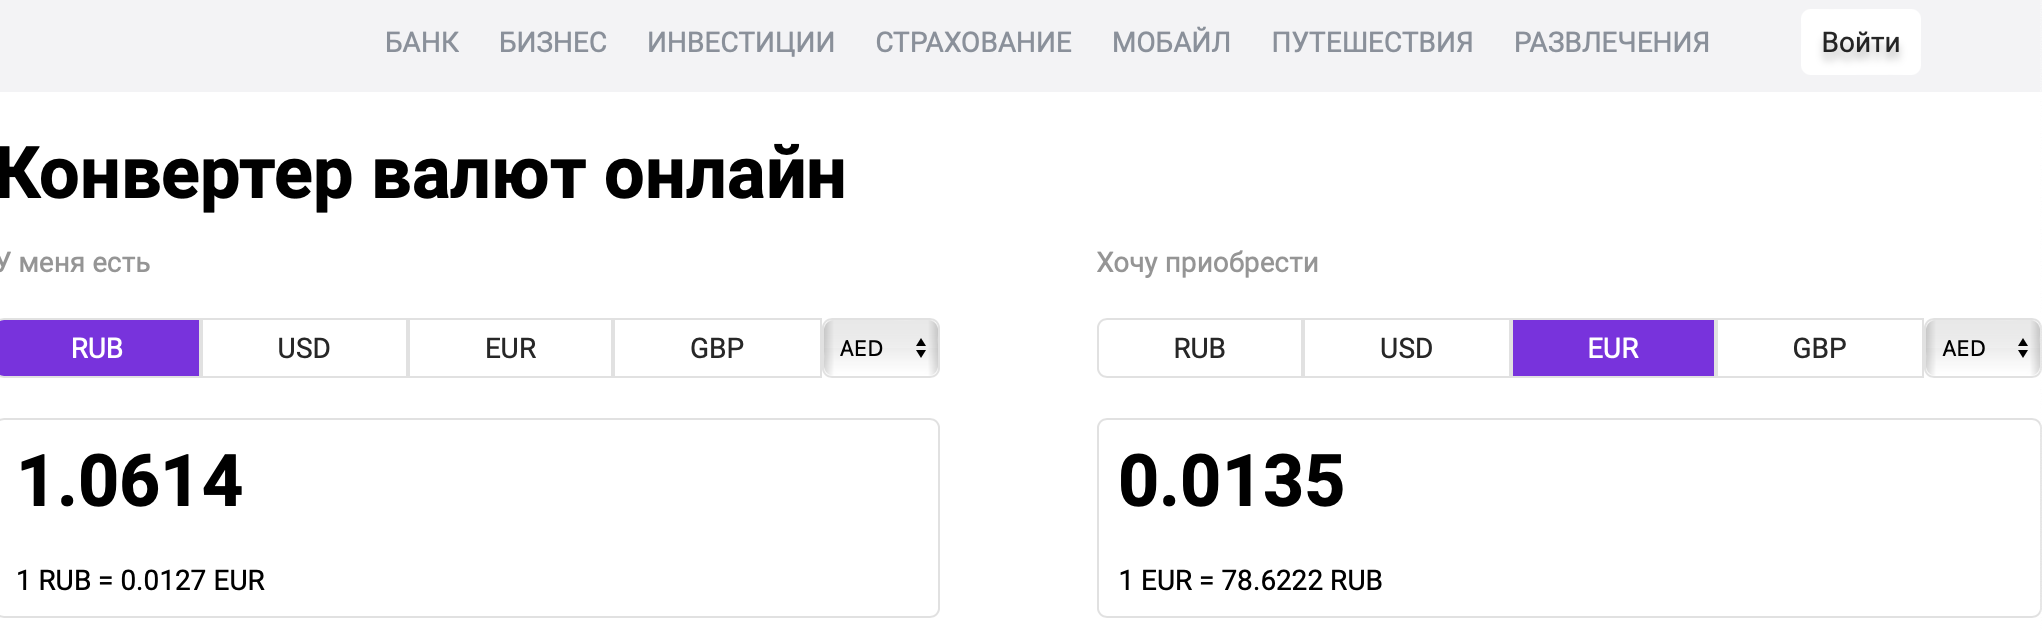 БАНК БИЗНЕС ИНВЕСТИЦИИ СТРАХОВАНИЕ МОБАЙЛ ПУТЕШЕСТВИЯ РАЗВЛЕЧЕНИЯ Войти
Конвертер валют онлайн
У меня есть
RUB USD EUR GBP AED
1.0614
1 RUB = 0.0127 EUR
Хочу приобрести
RUB USD EUR GBP AED
0.0135
1 EUR = 78.6222 RUB